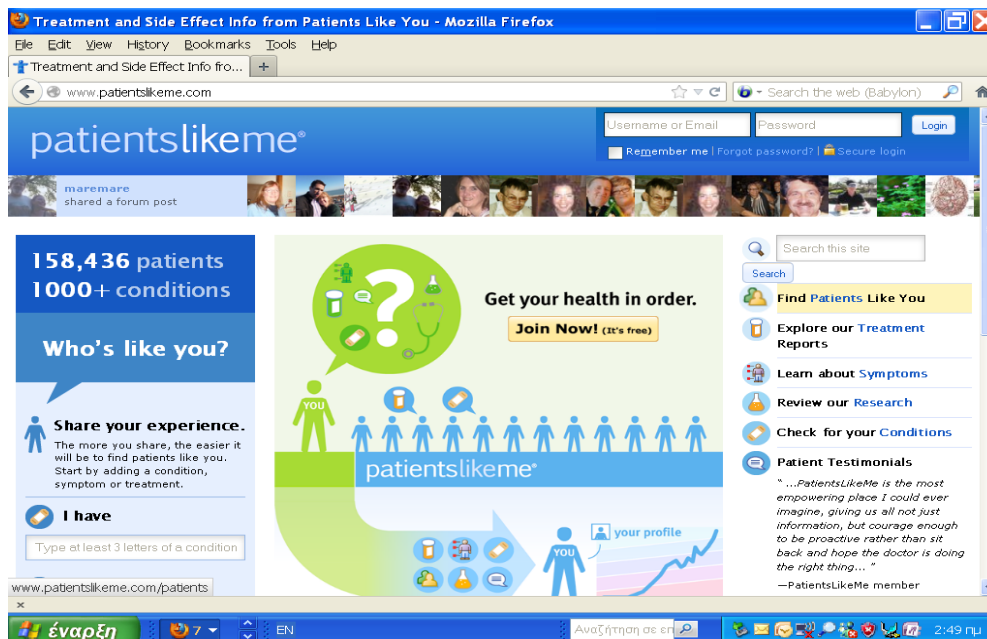 Treatment and Side Effect Info from Patients Like You - Mozilla Firefox
File Edit View History Bookmarks Tools Help
Treatment and Side Effect Info fro... +
www.patientslikeme.com
Search the web (Babylon)
patientslikeme®
Username or Email
Password
Login
Remember me | Forgot password? | Secure login
maremare
shared a forum post
158,436 patients
1000+ conditions
Who's like you?
Share your experience.
The more you share, the easier it
will be to find patients like you.
Start by adding a condition,
symptom or treatment.
I have
Type at least 3 letters of a condition
?
Get your health in order.
Join Now! (It's free)
YOU
patientslikeme®
YOU
your profile
Search this site
Search
Find Patients Like You
Explore our Treatment
Reports
Learn about Symptoms
Review our Research
Check for your Conditions
Patient Testimonials
" ...PatientsLikeMe is the most
empowering place I could ever
imagine, giving us all not just
information, but courage enough
to be proactive rather than sit
back and hope the doctor is doing
the right thing... "
—PatientsLikeMe member
www.patientslikeme.com/patients
x
έναρξη
7
EN
Αναζήτηση σε επ
2:49 πμ